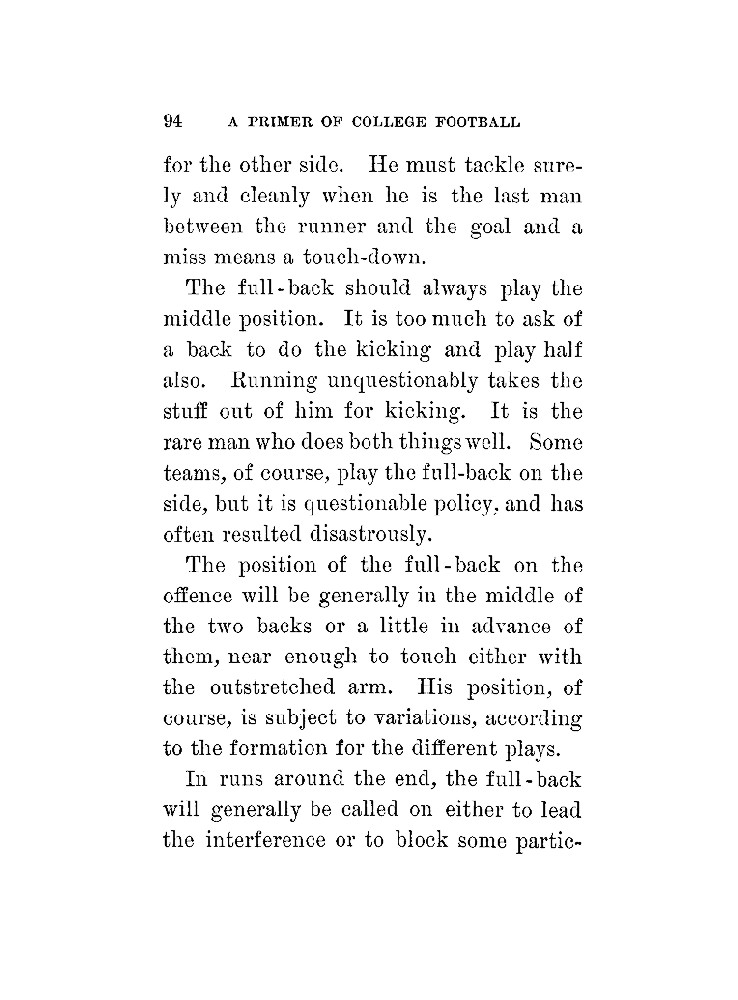 94 A PRIMER OF COLLEGE FOOTBALL
for the other side. He must tackle sure-
ly and cleanly when he is the last man
between the runner and the goal and a
miss means a touch-down.
The full-back should always play the
middle position. It is too much to ask of
a back to do the kicking and play half
also. Running unquestionably takes the
stuff out of him for kicking. It is the
rare man who does both things well. Some
teams, of course, play the full-back on the
side, but it is questionable policy, and has
often resulted disastrously.
The position of the full-back on the
offence will be generally in the middle of
the two backs or a little in advance of
them, near enough to touch either with
the outstretched arm. His position, of
course, is subject to variations, according
to the formation for the different plays.
In runs around the end, the full-back
will generally be called on either to lead
the interference or to block some partic-